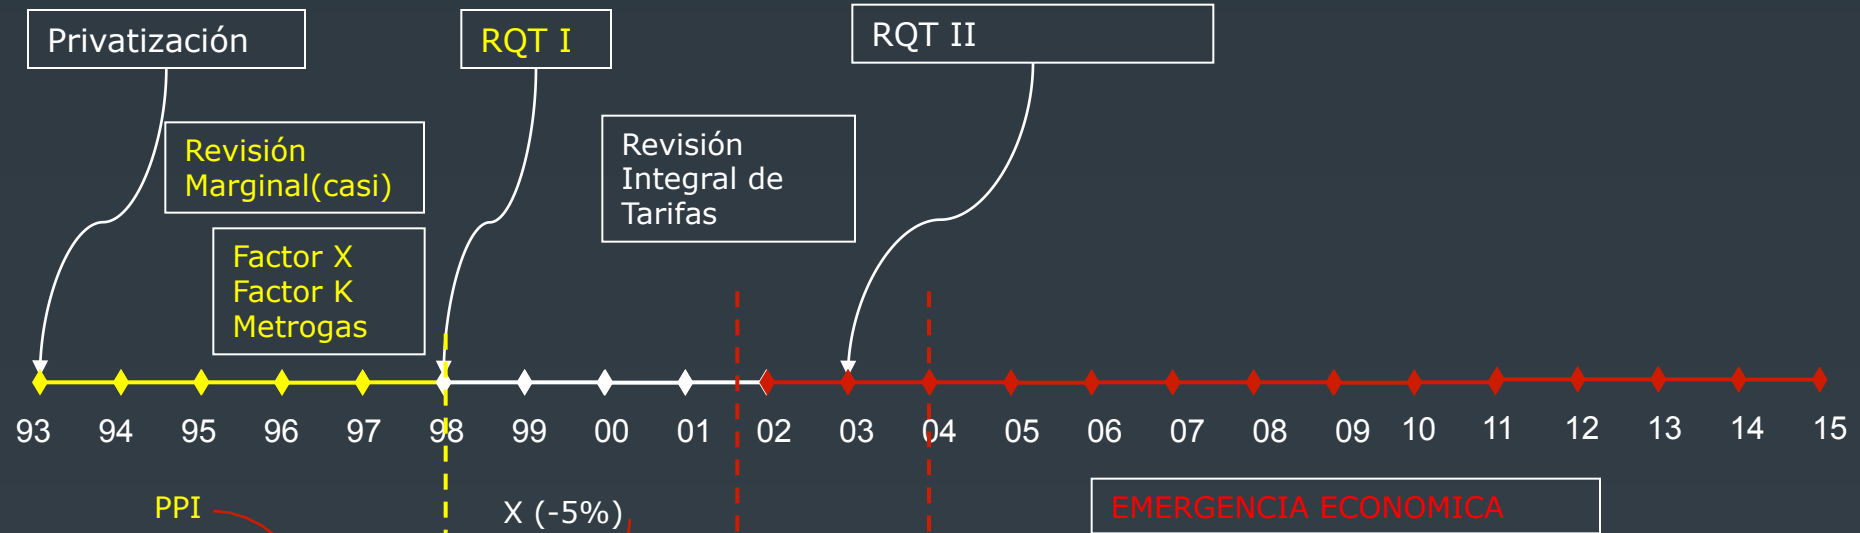 Privatización
RQT I
RQT II
Revisión
Marginal(casi)
Revisión
Integral de
Tarifas
Factor X
Factor K
Metrogas
93 94 95 96 97 98 99 00 01 02 03 04 05 06 07 08 09 10 11 12 13 14 15
PPI
X (-5%)
EMERGENCIA ECONOMICA